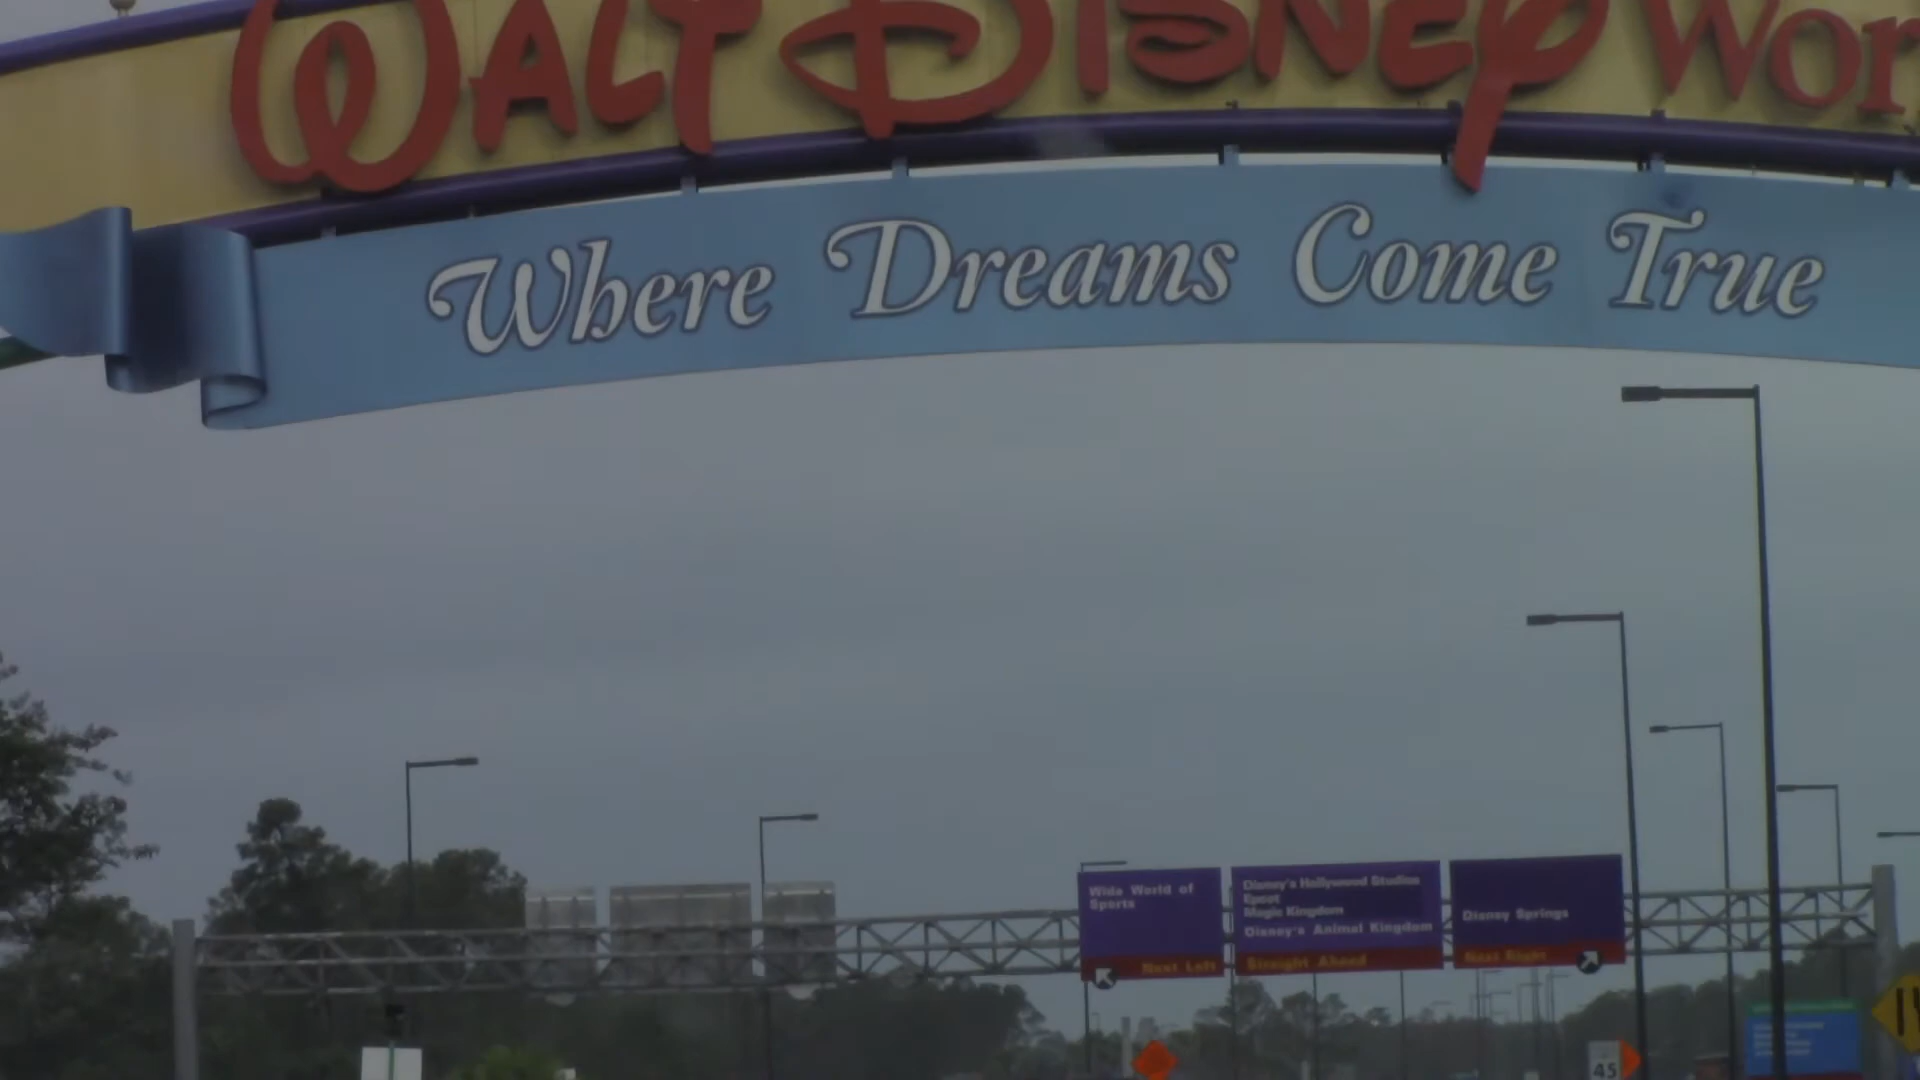 WALT DISNEY Wor
Where Dreams Come True
Wide World of
Sports
Next Left
Disney's Hollywood Studios
Epcot
Magic Kingdom
Disney's Animal Kingdom
Straight Ahead
Disney Springs
Next Right
45